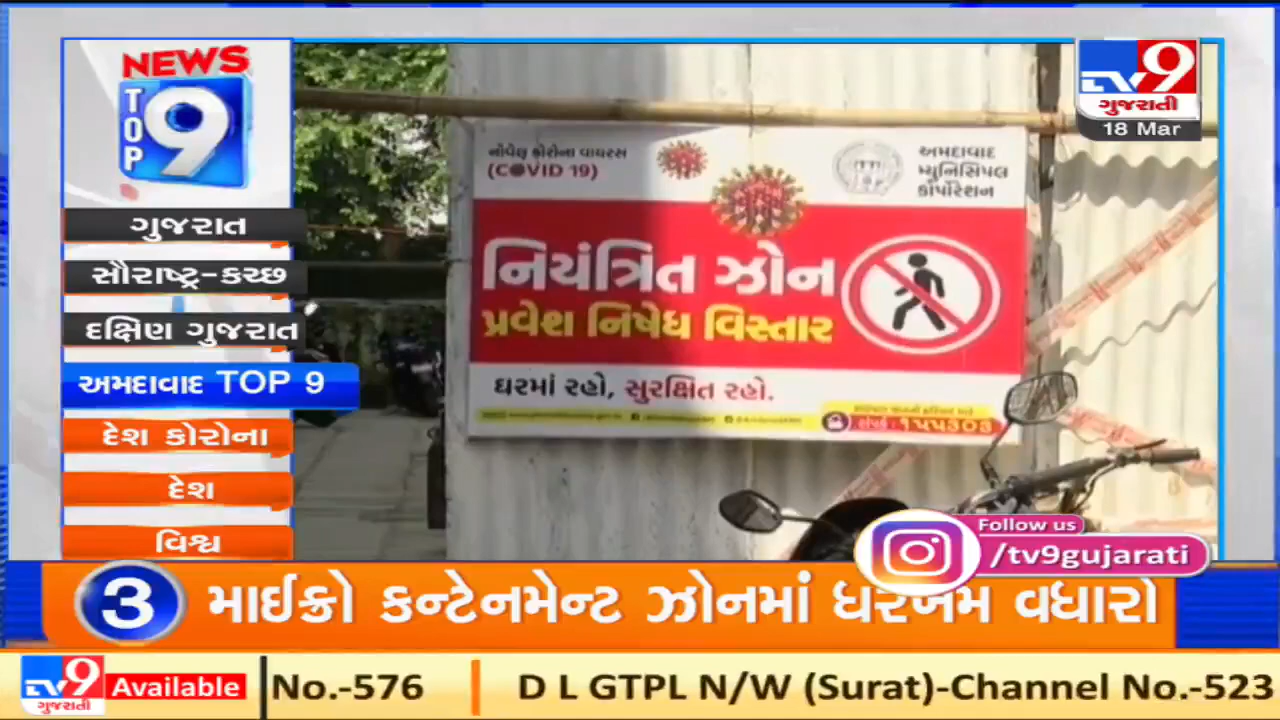 NEWS
TOP
9
ગુજરાત
સૌરાષ્ટ્ર-કચ્છ
દક્ષિણ ગુજરાત
અમદાવાદ TOP 9
દેશ કોરોના
દેશ
વિશ્વ
TV9
ગુજરાતી
18 Mar
નોવેલ કોરોના વાયરસ
(COVID 19)
અમદાવાદ
મ્યુનિસિપલ
કોર્પોરેશન
નિયંત્રિત ઝોન
પ્રવેશ નિષેધ વિસ્તાર
ઘરમાં રહો, સુરક્ષિત રહો.
૧૫૫૩૦૩
Follow us
/tv9gujarati
3 માઈક્રો કન્ટેનમેન્ટ ઝોનમાં ધરખમ વધારો
TV9
ગુજરાતી
Available
No.-576
D L GTPL N/W (Surat)-Channel No.-523